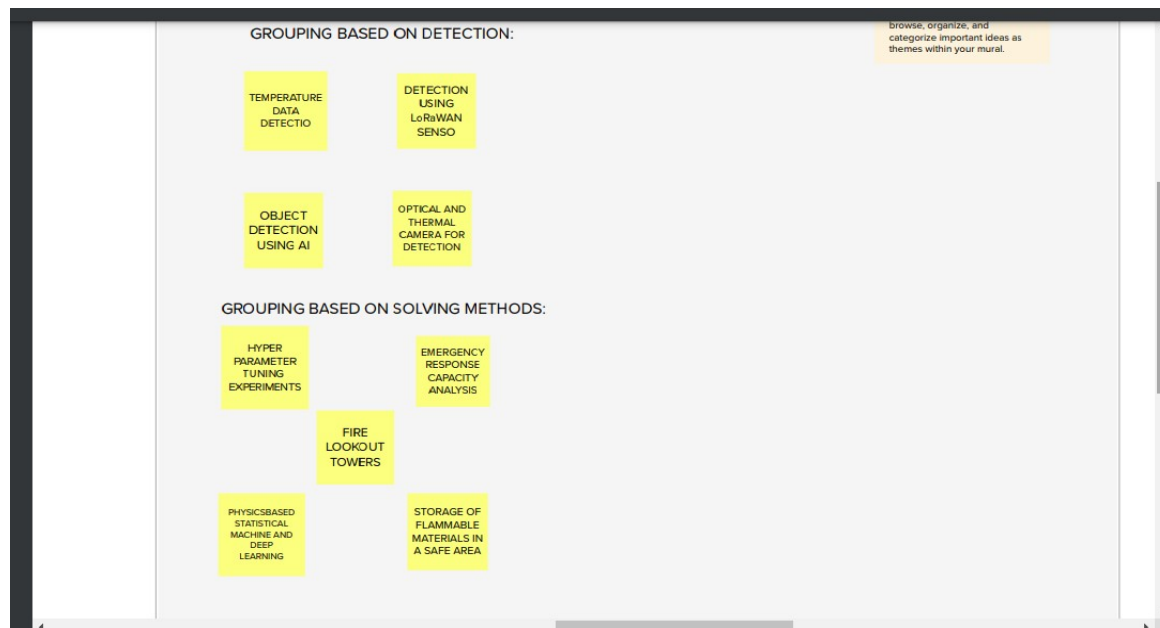 GROUPING BASED ON DETECTION:
browse, organize, and
categorize important ideas as
themes within your mural.
TEMPERATURE
DATA
DETECTIO
DETECTION
USING
LoRaWAN
SENSO
OBJECT
DETECTION
USING AI
OPTICAL AND
THERMAL
CAMERA FOR
DETECTION
GROUPING BASED ON SOLVING METHODS:
HYPER
PARAMETER
TUNING
EXPERIMENTS
EMERGENCY
RESPONSE
CAPACITY
ANALYSIS
FIRE
LOOKOUT
TOWERS
PHYSICSBASED
STATISTICAL
MACHINE AND
DEEP
LEARNING
STORAGE OF
FLAMMABLE
MATERIALS IN
A SAFE AREA